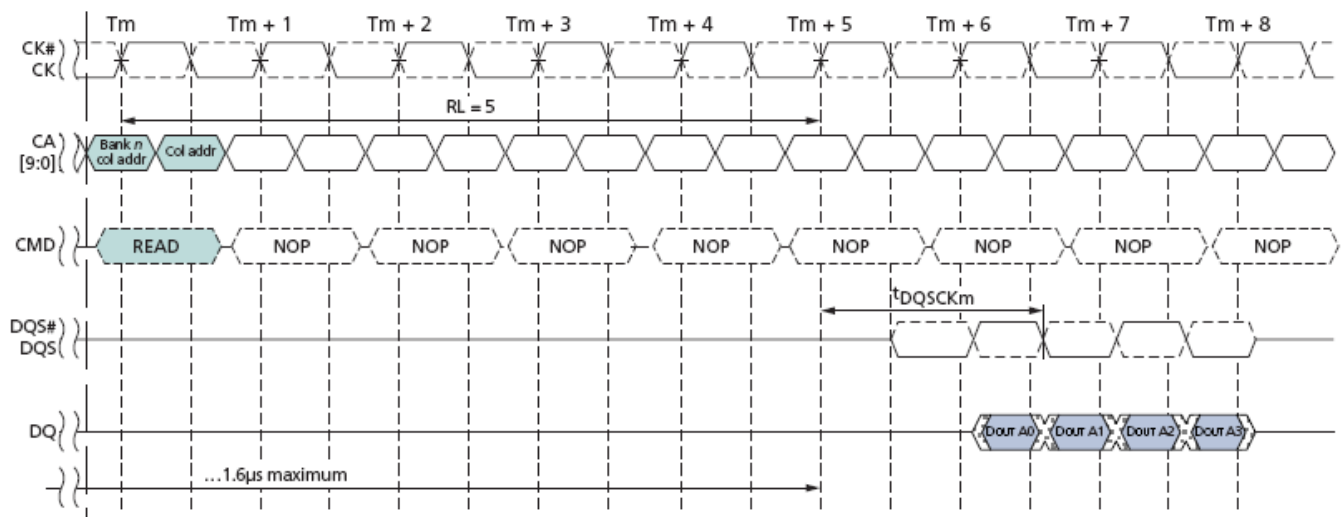 Tm Tm + 1 Tm + 2 Tm + 3 Tm + 4 Tm + 5 Tm + 6 Tm + 7 Tm + 8
CK#
CK
RL = 5
CA
[9:0]
Bank n
col addr
Col addr
CMD READ NOP NOP NOP NOP NOP NOP NOP NOP
tDQSCKm
DQS#
DQS
DQ DOUT A0 DOUT A1 DOUT A2 DOUT A3
...1.6µs maximum